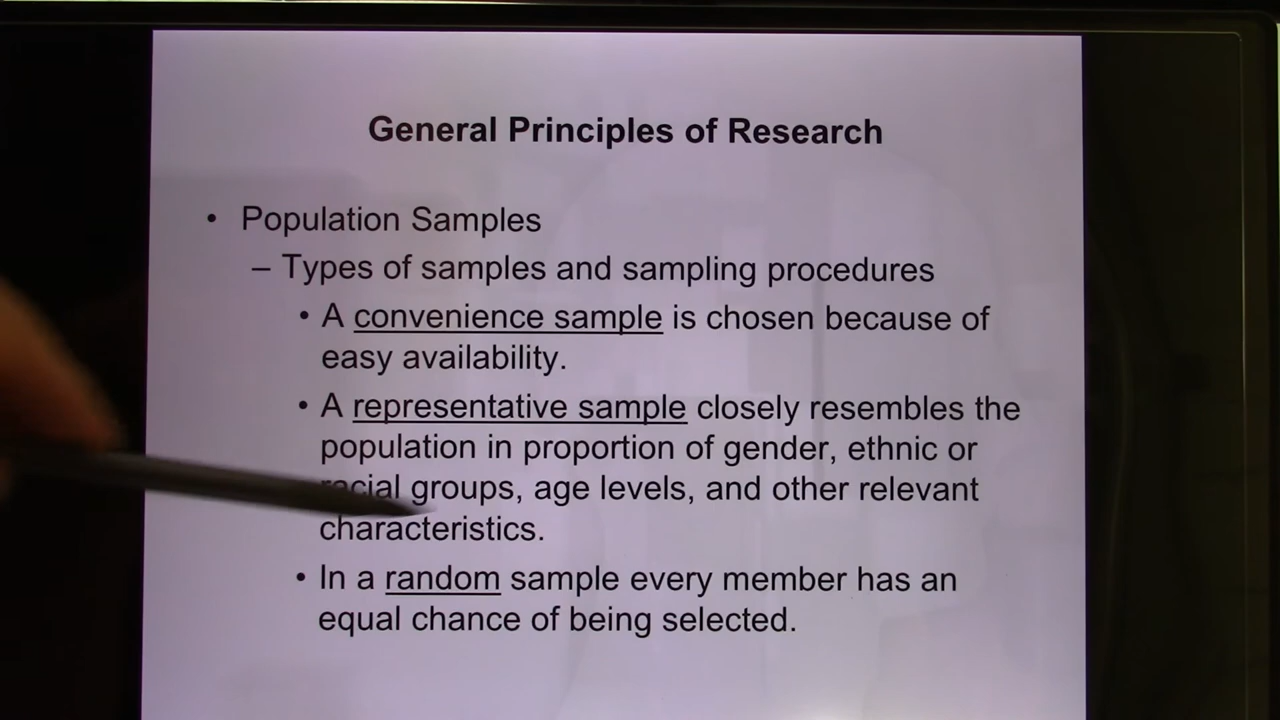 General Principles of Research
• Population Samples
– Types of samples and sampling procedures
• A convenience sample is chosen because of
easy availability.
• A representative sample closely resembles the
population in proportion of gender, ethnic or
racial groups, age levels, and other relevant
characteristics.
• In a random sample every member has an
equal chance of being selected.